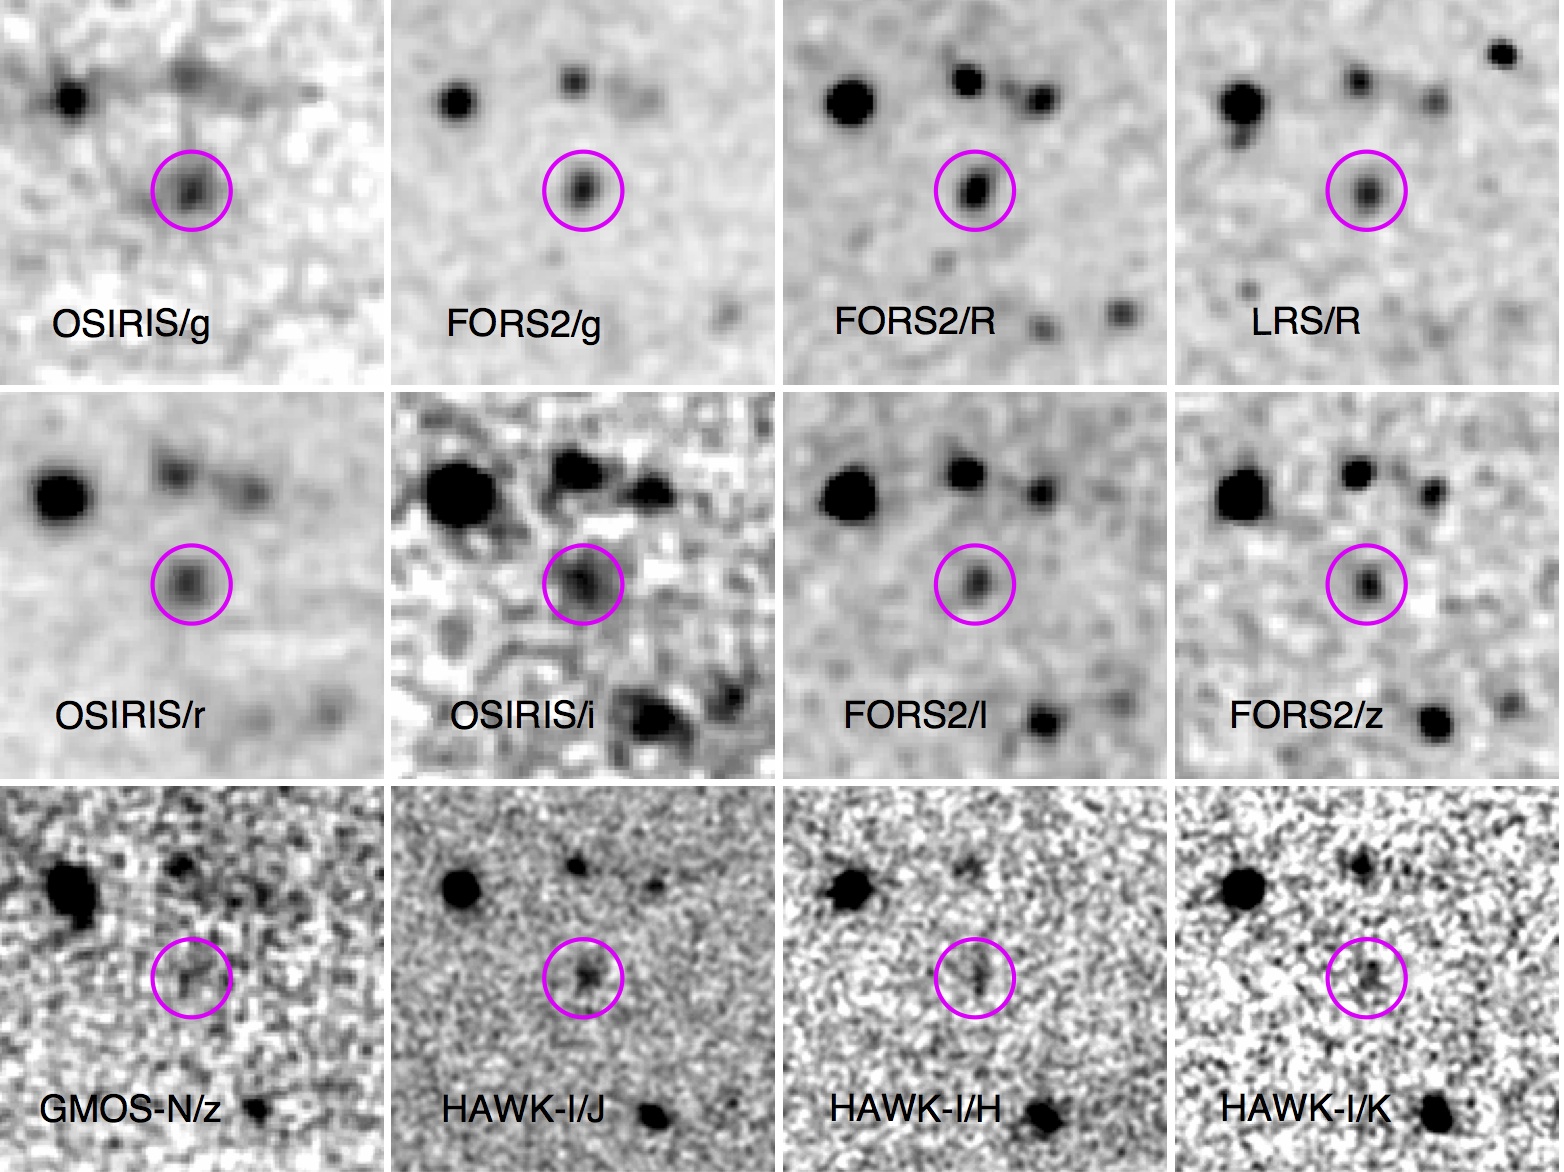 OSIRIS/g
FORS2/g
FORS2/R
LRS/R
OSIRIS/r
OSIRIS/i
FORS2/I
FORS2/z
GMOS-N/z
HAWK-I/J
HAWK-I/H
HAWK-I/K